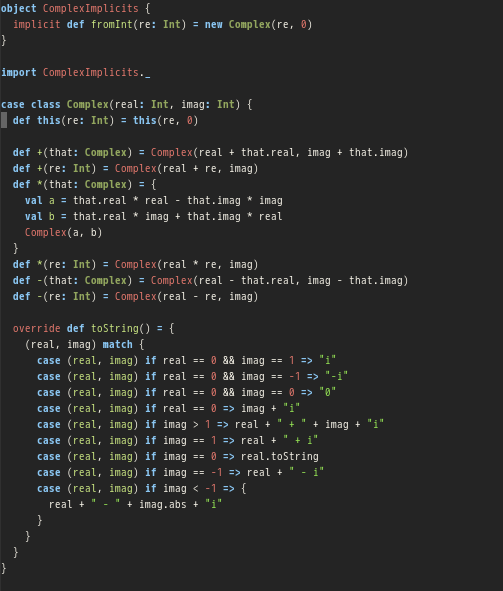 object ComplexImplicits {
  implicit def fromInt(re: Int) = new Complex(re, 0)
}

import ComplexImplicits._

case class Complex(real: Int, imag: Int) {
  def this(re: Int) = this(re, 0)

  def +(that: Complex) = Complex(real + that.real, imag + that.imag)
  def +(re: Int) = Complex(real + re, imag)
  def *(that: Complex) = {
    val a = that.real * real - that.imag * imag
    val b = that.real * imag + that.imag * real
    Complex(a, b)
  }
  def *(re: Int) = Complex(real * re, imag)
  def -(that: Complex) = Complex(real - that.real, imag - that.imag)
  def -(re: Int) = Complex(real - re, imag)

  override def toString() = {
    (real, imag) match {
      case (real, imag) if real == 0 && imag == 1 => "i"
      case (real, imag) if real == 0 && imag == -1 => "-i"
      case (real, imag) if real == 0 && imag == 0 => "0"
      case (real, imag) if real == 0 => imag + "i"
      case (real, imag) if imag > 1 => real + " + " + imag + "i"
      case (real, imag) if imag == 1 => real + " + i"
      case (real, imag) if imag == 0 => real.toString
      case (real, imag) if imag == -1 => real + " - i"
      case (real, imag) if imag < -1 => {
        real + " - " + imag.abs + "i"
      }
    }
  }
}